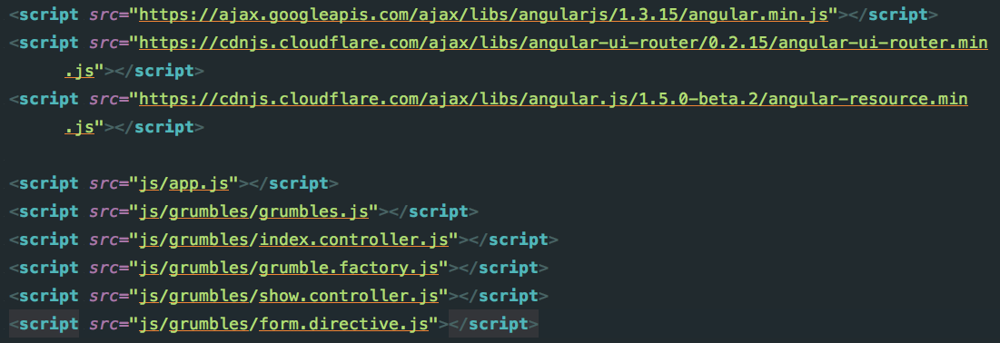 <script src="https://ajax.googleapis.com/ajax/libs/angularjs/1.3.15/angular.min.js"></script>
<script src="https://cdnjs.cloudflare.com/ajax/libs/angular-ui-router/0.2.15/angular-ui-router.min
.js"></script>
<script src="https://cdnjs.cloudflare.com/ajax/libs/angular.js/1.5.0-beta.2/angular-resource.min
.js"></script>
<script src="js/app.js"></script>
<script src="js/grumbles/grumbles.js"></script>
<script src="js/grumbles/index.controller.js"></script>
<script src="js/grumbles/grumble.factory.js"></script>
<script src="js/grumbles/show.controller.js"></script>
<script src="js/grumbles/form.directive.js"></script>